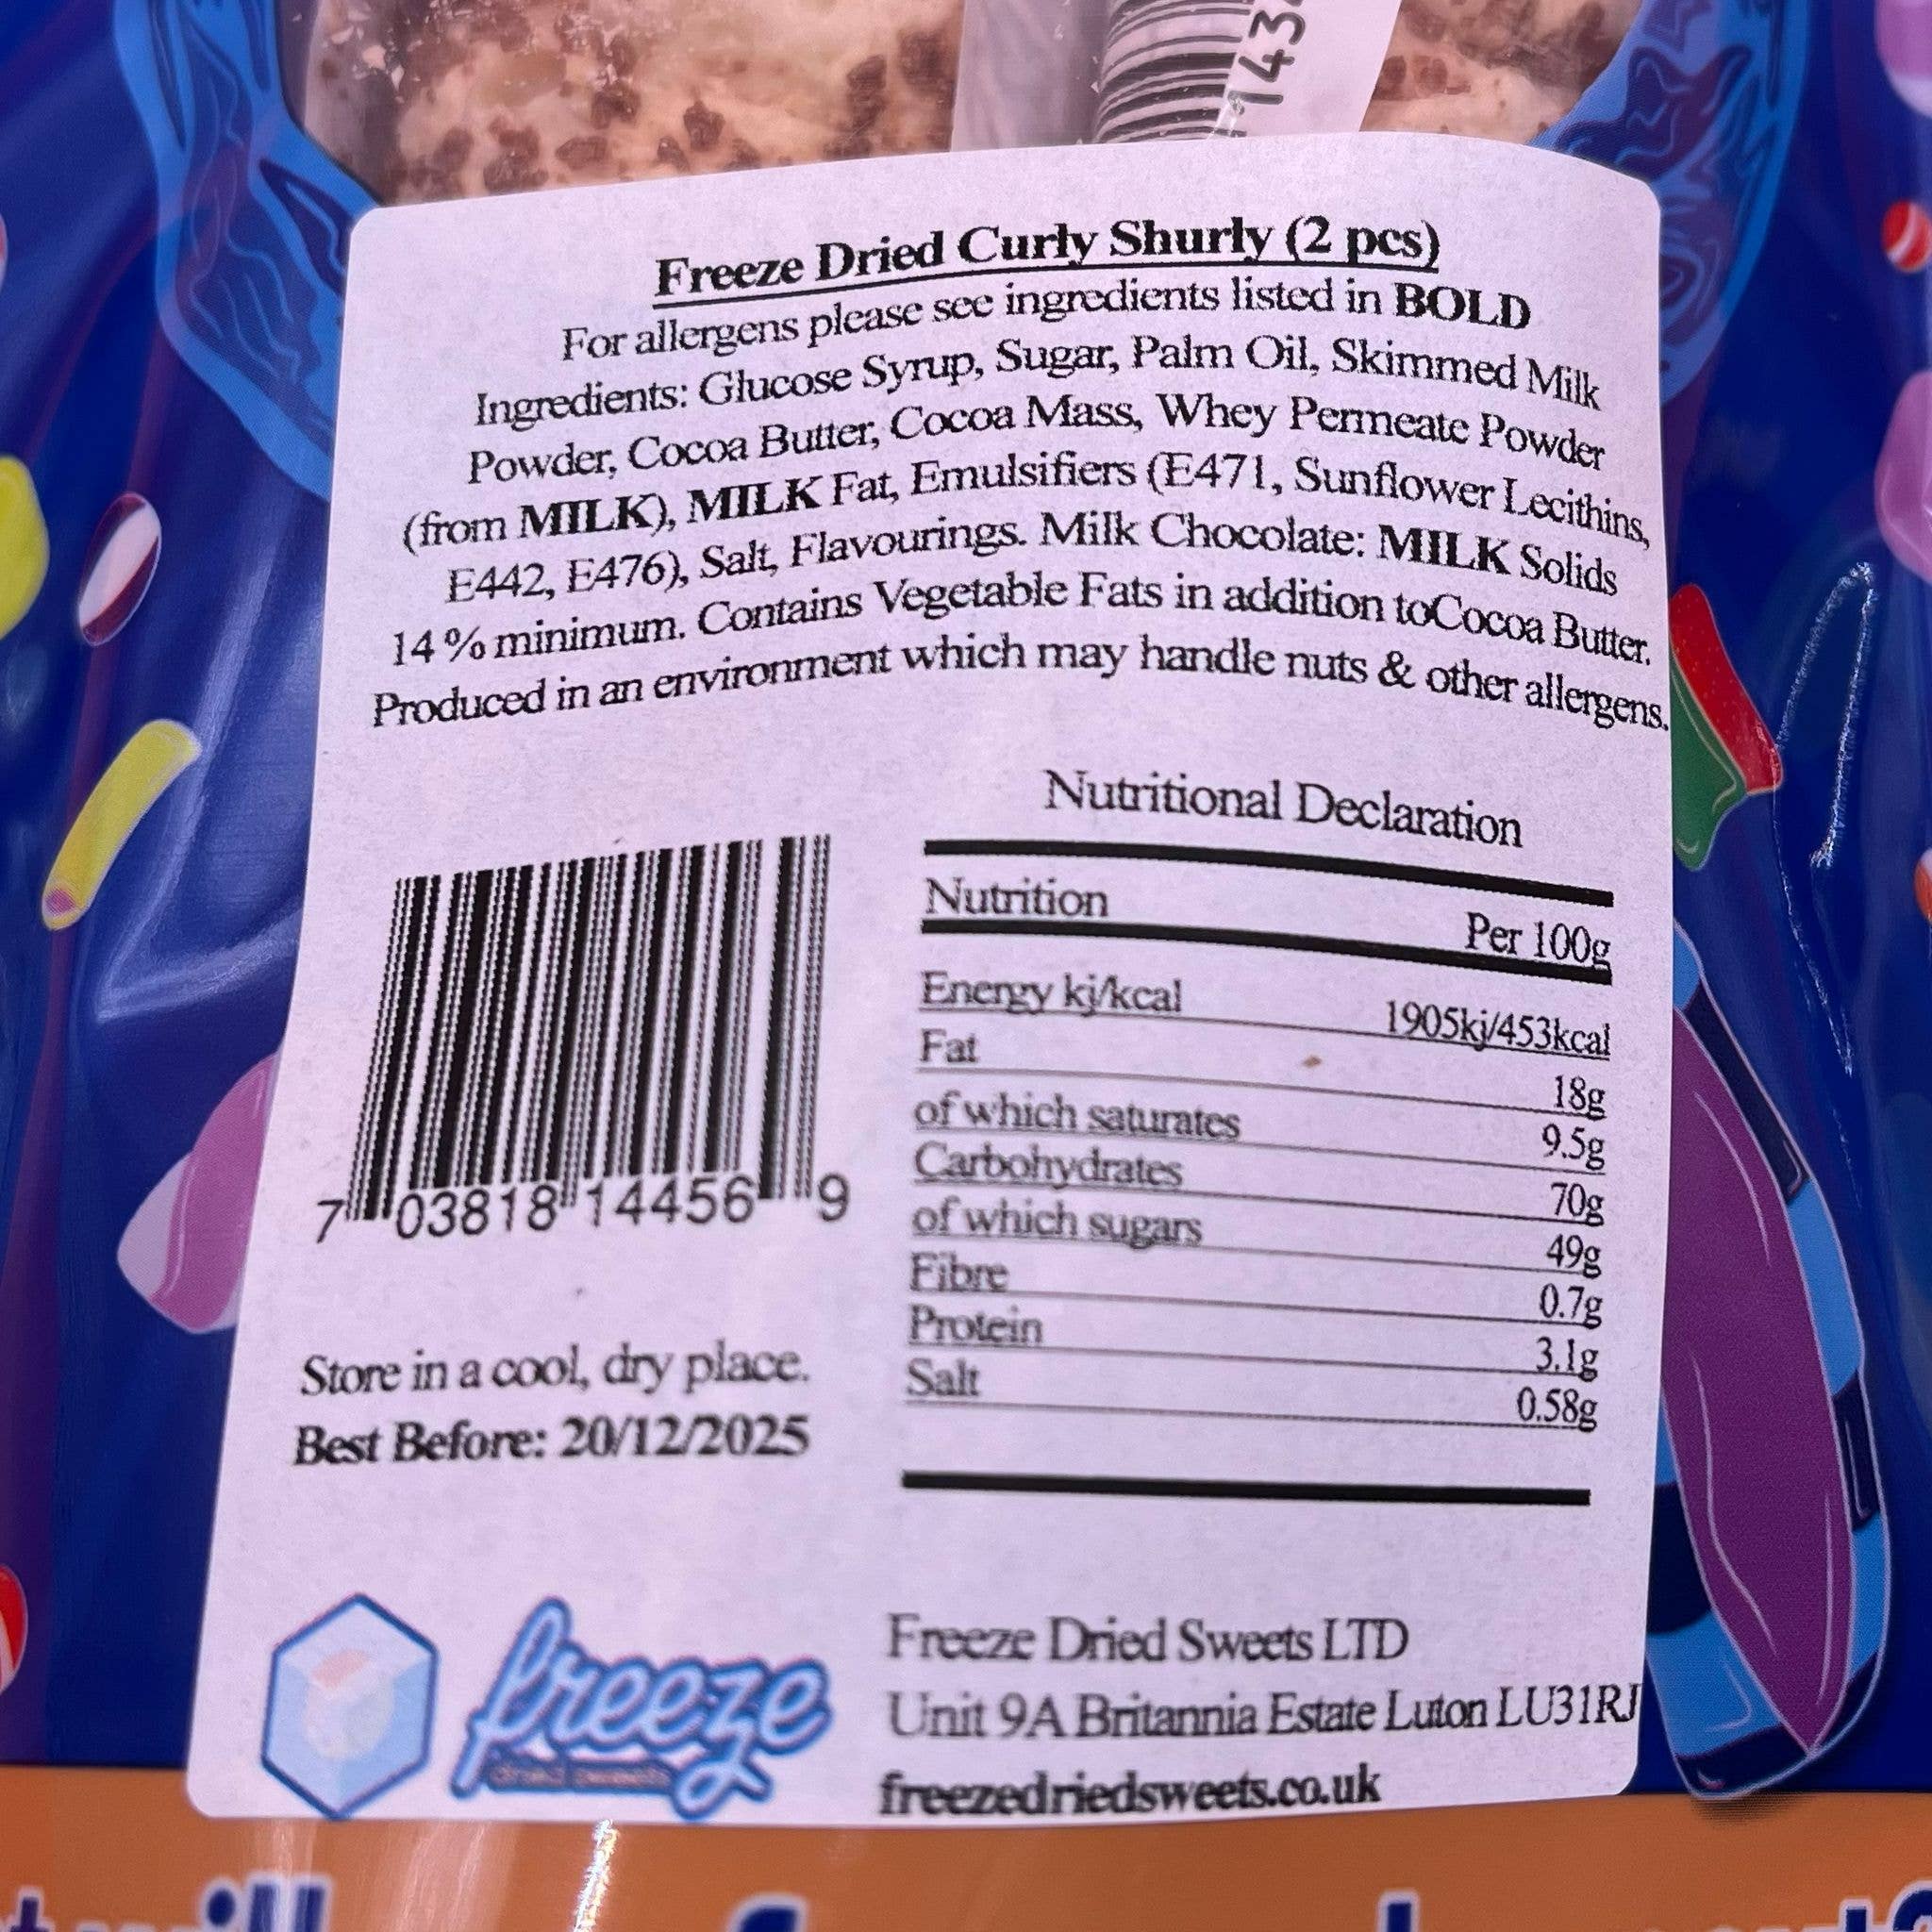 1434
Freeze Dried Curly Shurly (2 pcs)
For allergens please see ingredients listed in BOLD
Ingredients: Glucose Syrup, Sugar, Palm Oil, Skimmed Milk
Powder, Cocoa Butter, Cocoa Mass, Whey Permeate Powder
(from MILK), MILK Fat, Emulsifiers (E471, Sunflower Lecithins,
E442, E476), Salt, Flavourings. Milk Chocolate: MILK Solids
14% minimum. Contains Vegetable Fats in addition toCocoa Butter.
Produced in an environment which may handle nuts & other allergens.
Nutritional Declaration
Nutrition Per 100g
Energy kj/kcal 1905kj/453kcal
Fat 18g
of which saturates 9.5g
Carbohydrates 70g
of which sugars 49g
Fibre 0.7g
Protein 3.1g
Salt 0.58g
7 03818 14456 9
Store in a cool, dry place.
Best Before: 20/12/2025
freeze
dried sweets
Freeze Dried Sweets LTD
Unit 9A Britannia Estate Luton LU31RJ
freezedriedsweets.co.uk